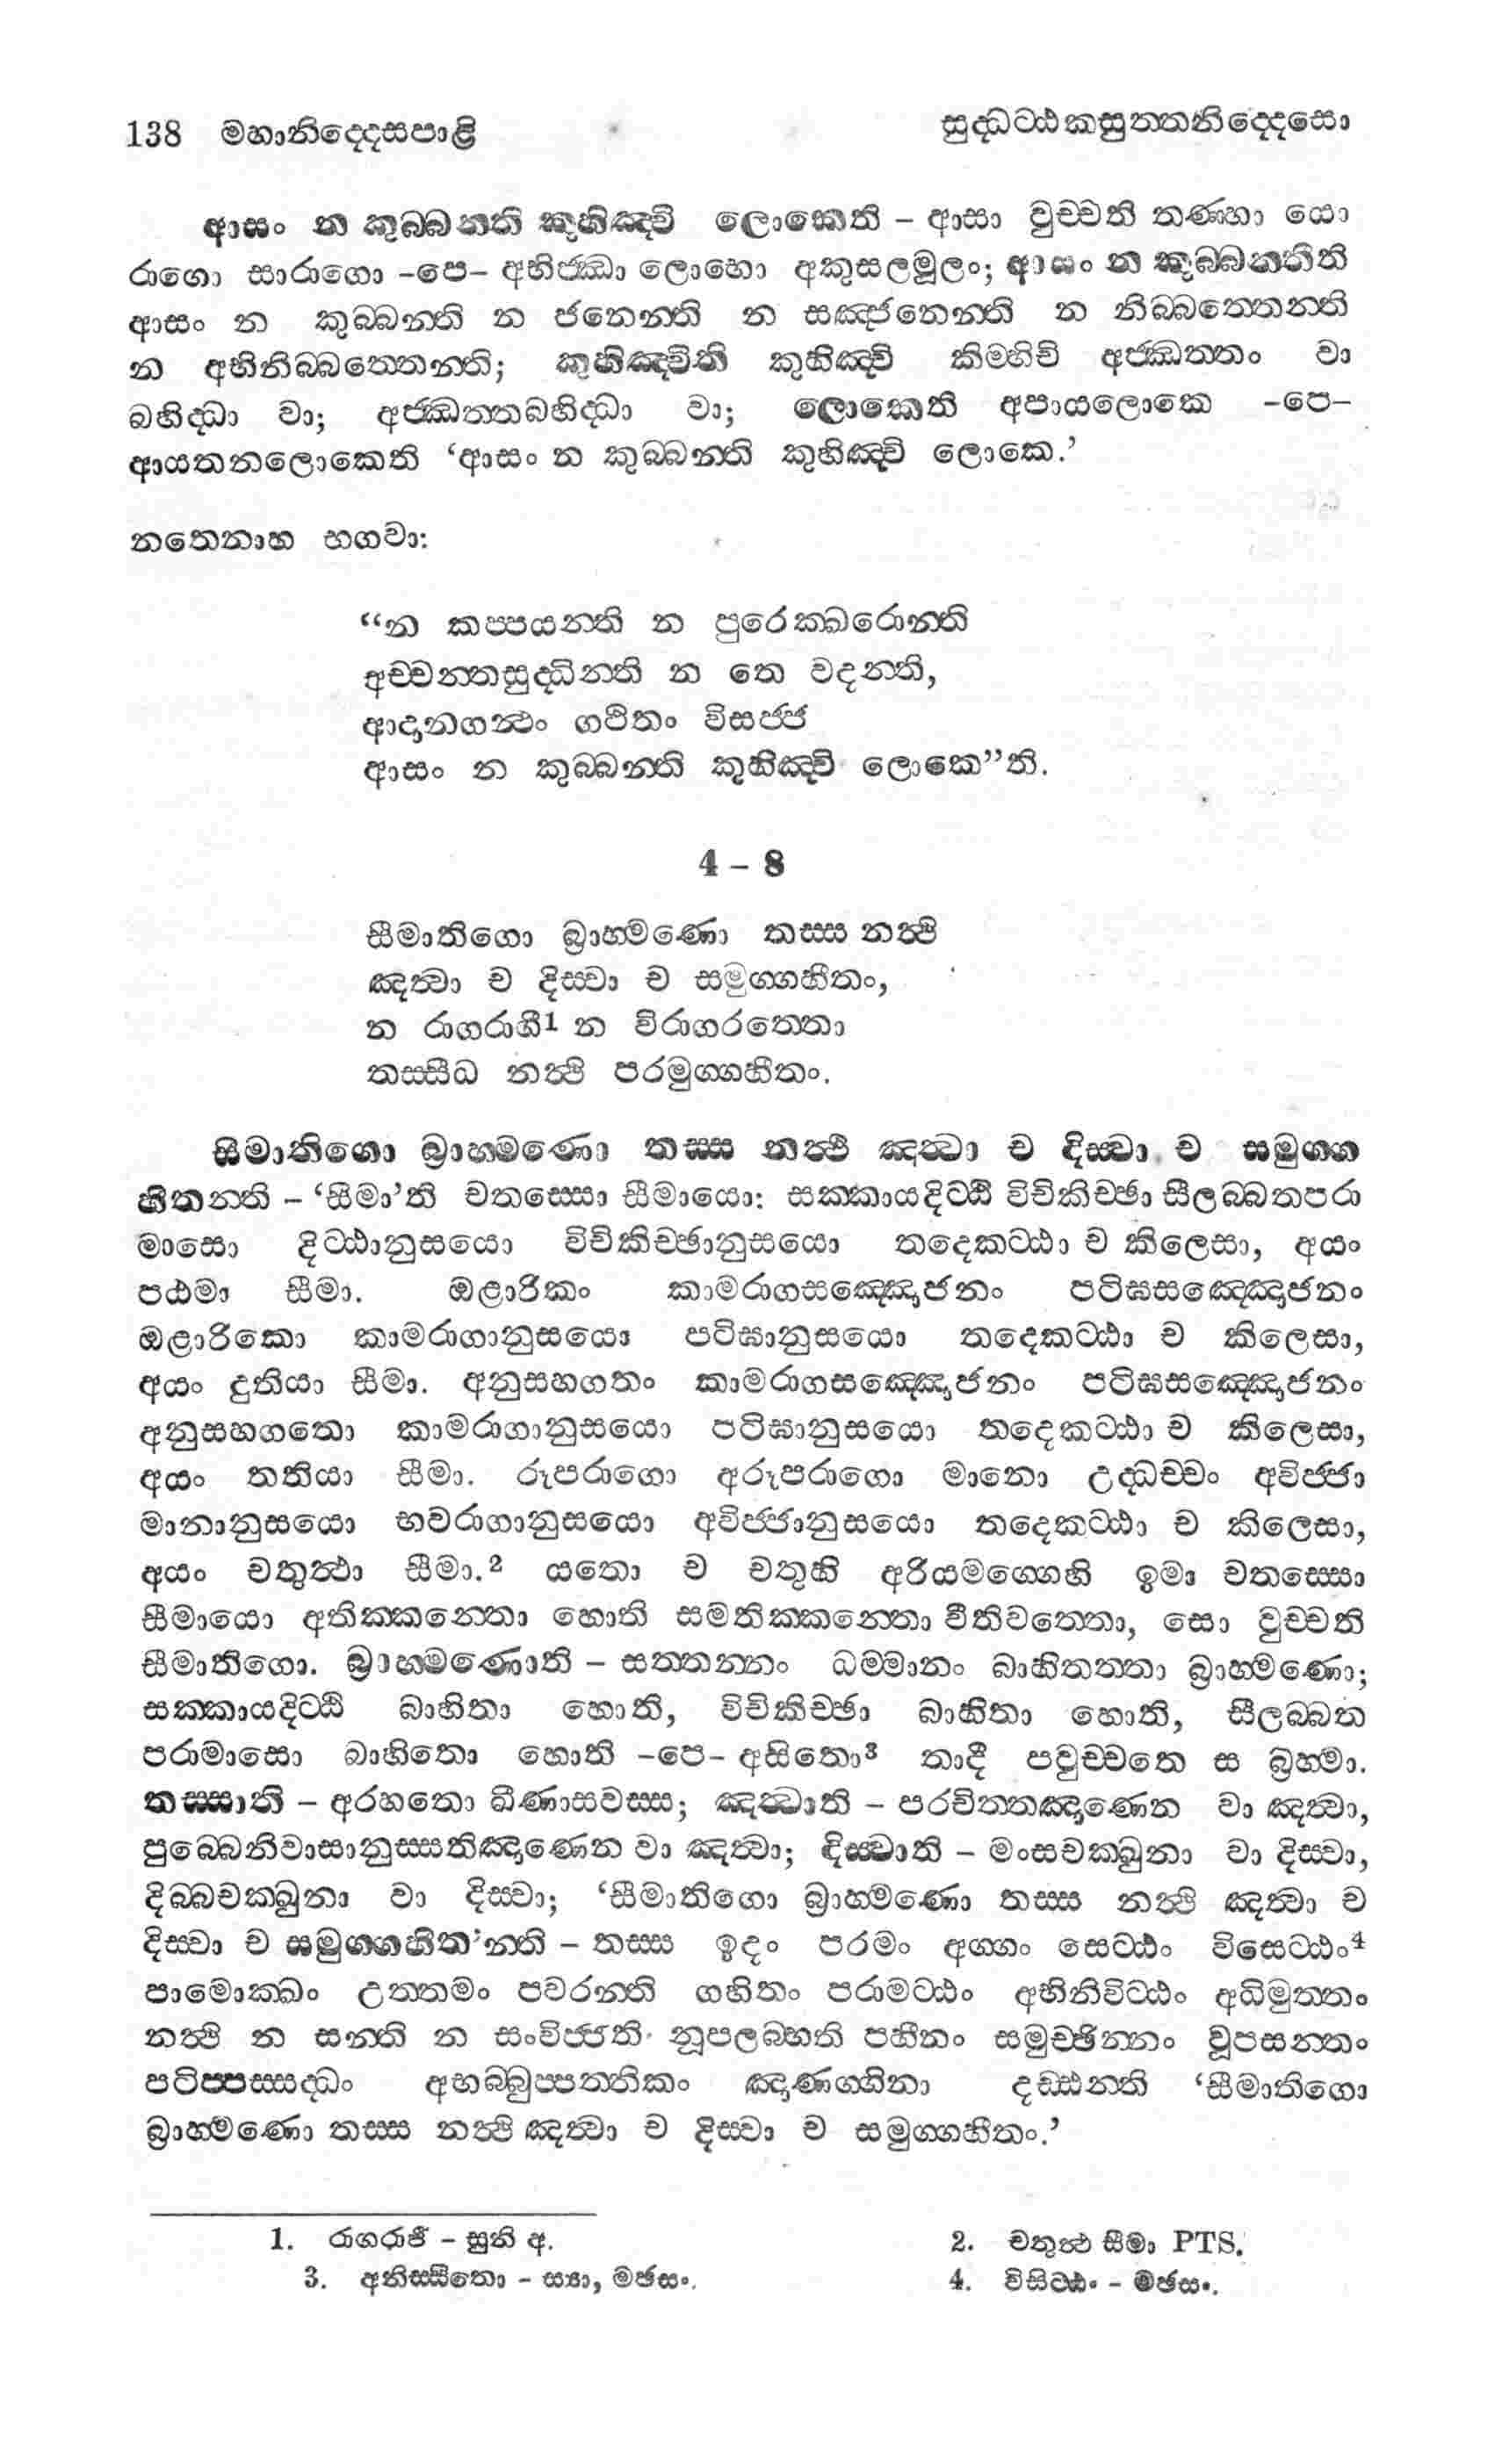 138 මහානිද්දෙසපාළි සුද්ධට්ඨකසුත්තනිද්දෙසො
ආසං න කුබ්බන්ති කුහිඤ්චි ලොකෙති – ආසා වුච්චති තණ්හා යො
රාගො සාරාගො –පෙ– අභිජ්ඣා ලොභො අකුසලමූලං; ආසං න කුබ්බන්තීති
ආසං න කුබ්බන්ති න ජනෙන්ති න සඤ්ජනෙන්ති න නිබ්බත්තෙන්ති
න අභිනිබ්බත්තෙන්ති; කුහිඤ්චිති කුහිඤ්චි කිම්හිචි අජ්ඣත්තං වා
බහිද්ධා වා; අජ්ඣත්තබහිද්ධා වා; ලොකෙති අපායලොකෙ –පෙ–
ආයතනලොකෙති ‘ආසං න කුබ්බන්ති කුහිඤ්චි ලොකෙ.’
නතෙනාහ භගවා:
“න කප්පයන්ති න පුරෙක්ඛරොන්ති
අච්චන්තසුද්ධින්ති න තෙ වදන්ති,
ආදානගන්ථං ගථිතං විසජ්ජ
ආසං න කුබ්බන්ති කුහිඤ්චි ලොකෙ”ති.
4 – 8
සීමාතිගො බ්‍රාහ්මණො තස්ස නත්ථි
ඤත්වා ච දිස්වා ච සමුග්ගහීතං,
න රාගරාගී1 න විරාගරත්තො
තස්සීධ නත්ථි පරමුග්ගහීතං.
සීමාතිගො බ්‍රාහ්මණො තස්ස නත්ථි ඤත්වා ච දිස්වා ච සමුග්ග
හීතන්ති – ‘සීමා’ති චතස්සො සීමායො: සක්කායදිට්ඨි විචිකිච්ඡා සීලබ්බතපරා
මාසො දිට්ඨානුසයො විචිකිච්ඡානුසයො තදෙකට්ඨා ච කිලෙසා, අයං
පඨමා සීමා. ඔළාරිකං කාමරාගසඤ්ඤොජනං පටිඝසඤ්ඤොජනං
ඔළාරිකො කාමරාගානුසයො පටිඝානුසයො තදෙකට්ඨා ච කිලෙසා,
අයං දුතියා සීමා. අනුසහගතං කාමරාගසඤ්ඤොජනං පටිඝසඤ්ඤොජනං
අනුසහගතො කාමරාගානුසයො පටිඝානුසයො තදෙකට්ඨා ච කිලෙසා,
අයං තතියා සීමා. රූපරාගො අරූපරාගො මානො උද්ධච්චං අවිජ්ජා
මානානුසයො භවරාගානුසයො අවිජ්ජානුසයො තදෙකට්ඨා ච කිලෙසා,
අයං චතුත්ථා සීමා.2 යතො ච චතුහි අරියමග්ගෙහි ඉමා චතස්සො
සීමායො අතික්කන්තො හොති සමතික්කන්තො වීතිවත්තො, සො වුච්චති
සීමාතිගො. බ්‍රාහ්මණොති – සත්තන්නං ධම්මානං බාහිතත්තා බ්‍රාහ්මණො;
සක්කායදිට්ඨි බාහිතා හොති, විචිකිච්ඡා බාහිතා හොති, සීලබ්බත
පරාමාසො බාහිතො හොති –පෙ– අසිතො3 තාදී පවුච්චතෙ ස බ්‍රහ්මා.
තස්සාති – අරහතො ඛීණාසවස්ස; ඤත්වාති – පරචිත්තඤාණෙන වා ඤත්වා,
පුබ්බෙනිවාසානුස්සතිඤාණෙන වා ඤත්වා; දිස්වාති – මංසචක්ඛුනා වා දිස්වා,
දිබ්බචක්ඛුනා වා දිස්වා; ‘සීමාතිගො බ්‍රාහ්මණො තස්ස නත්ථි ඤත්වා ච
දිස්වා ච සමුග්ගහීත’න්ති – තස්ස ඉදං පරමං අග්ගං සෙට්ඨං විසෙට්ඨං4
පාමොක්ඛං උත්තමං පවරන්ති ගහිතං පරාමට්ඨං අභිනිවිට්ඨං අධිමුත්තං
නත්ථි න සන්ති න සංවිජ්ජති නූපලබ්භති පහීනං සමුච්ඡින්නං වූපසන්තං
පටිප්පස්සද්ධං අභබ්බුප්පත්තිකං ඤාණග්ගිනා දඩ්ඪන්ති ‘සීමාතිගො
බ්‍රාහ්මණො තස්ස නත්ථි ඤත්වා ච දිස්වා ච සමුග්ගහීතං.’
1. රාගරාජී – සුනි අ. 2. චතුත්ථ සීමා PTS.
3. අනිස්සිතො – ස්‍යා, මඡසං. 4. විසිට්ඨං – මඡසං.